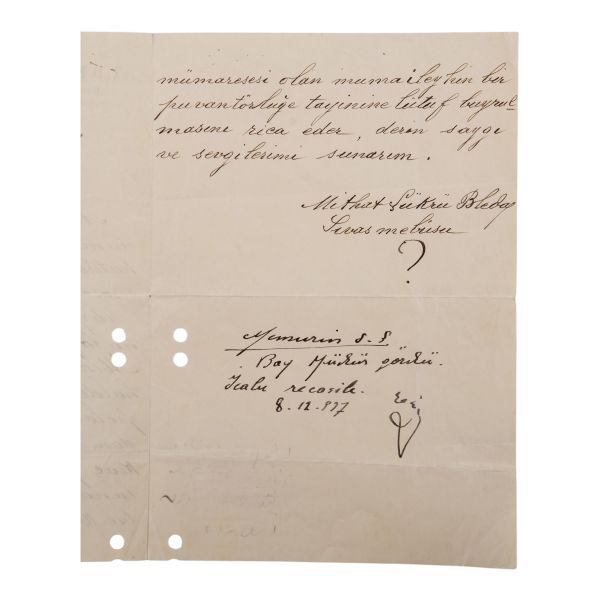 mümaresesi olan mumaileyhin bir
puvantörlüğe tayinine lütuf buyrul-
masını rica eder, derin saygı
ve sevgilerimi sunarım.
Mithat Şükrü Bleda
Sivas mebusu
?
Memurin
Bay Müdür gördü.
İcabı ricasile.
8.12.937